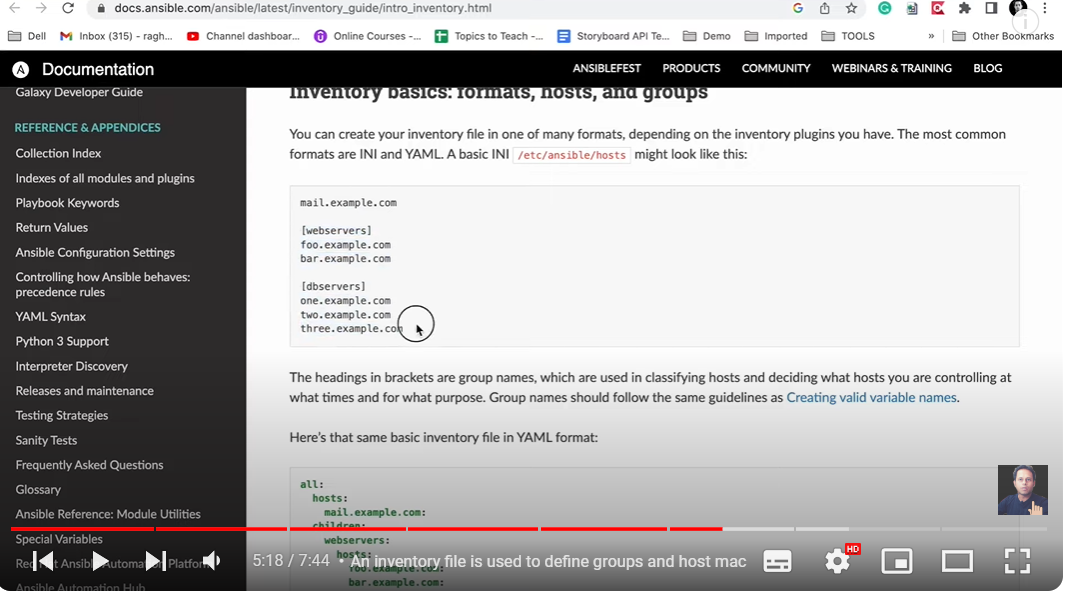 docs.ansible.com/ansible/latest/inventory_guide/intro_inventory.html
Dell
Inbox (315) - ragh...
Channel dashboar...
Online Courses -...
Topics to Teach -...
Storyboard API Te...
Demo
Imported
TOOLS
»
Other Bookmarks
Documentation
ANSIBLEFEST
PRODUCTS
COMMUNITY
WEBINARS & TRAINING
BLOG
Galaxy Developer Guide
REFERENCE & APPENDICES
Collection Index
Indexes of all modules and plugins
Playbook Keywords
Return Values
Ansible Configuration Settings
Controlling how Ansible behaves:
precedence rules
YAML Syntax
Python 3 Support
Interpreter Discovery
Releases and maintenance
Testing Strategies
Sanity Tests
Frequently Asked Questions
Glossary
Ansible Reference: Module Utilities
Special Variables
Red Hat Ansible Automation Platform
Ansible Automation Hub
Inventory basics: formats, hosts, and groups
You can create your inventory file in one of many formats, depending on the inventory plugins you have. The most common
formats are INI and YAML. A basic INI /etc/ansible/hosts might look like this:
mail.example.com
[webservers]
foo.example.com
bar.example.com
[dbservers]
one.example.com
two.example.com
three.example.com
The headings in brackets are group names, which are used in classifying hosts and deciding what hosts you are controlling at
what times and for what purpose. Group names should follow the same guidelines as Creating valid variable names.
Here's that same basic inventory file in YAML format:
all:
hosts:
mail.example.com:
children:
webservers:
hosts:
foo.example.com:
bar.example.com:
5:18 / 7:44 • An inventory file is used to define groups and host mac
HD